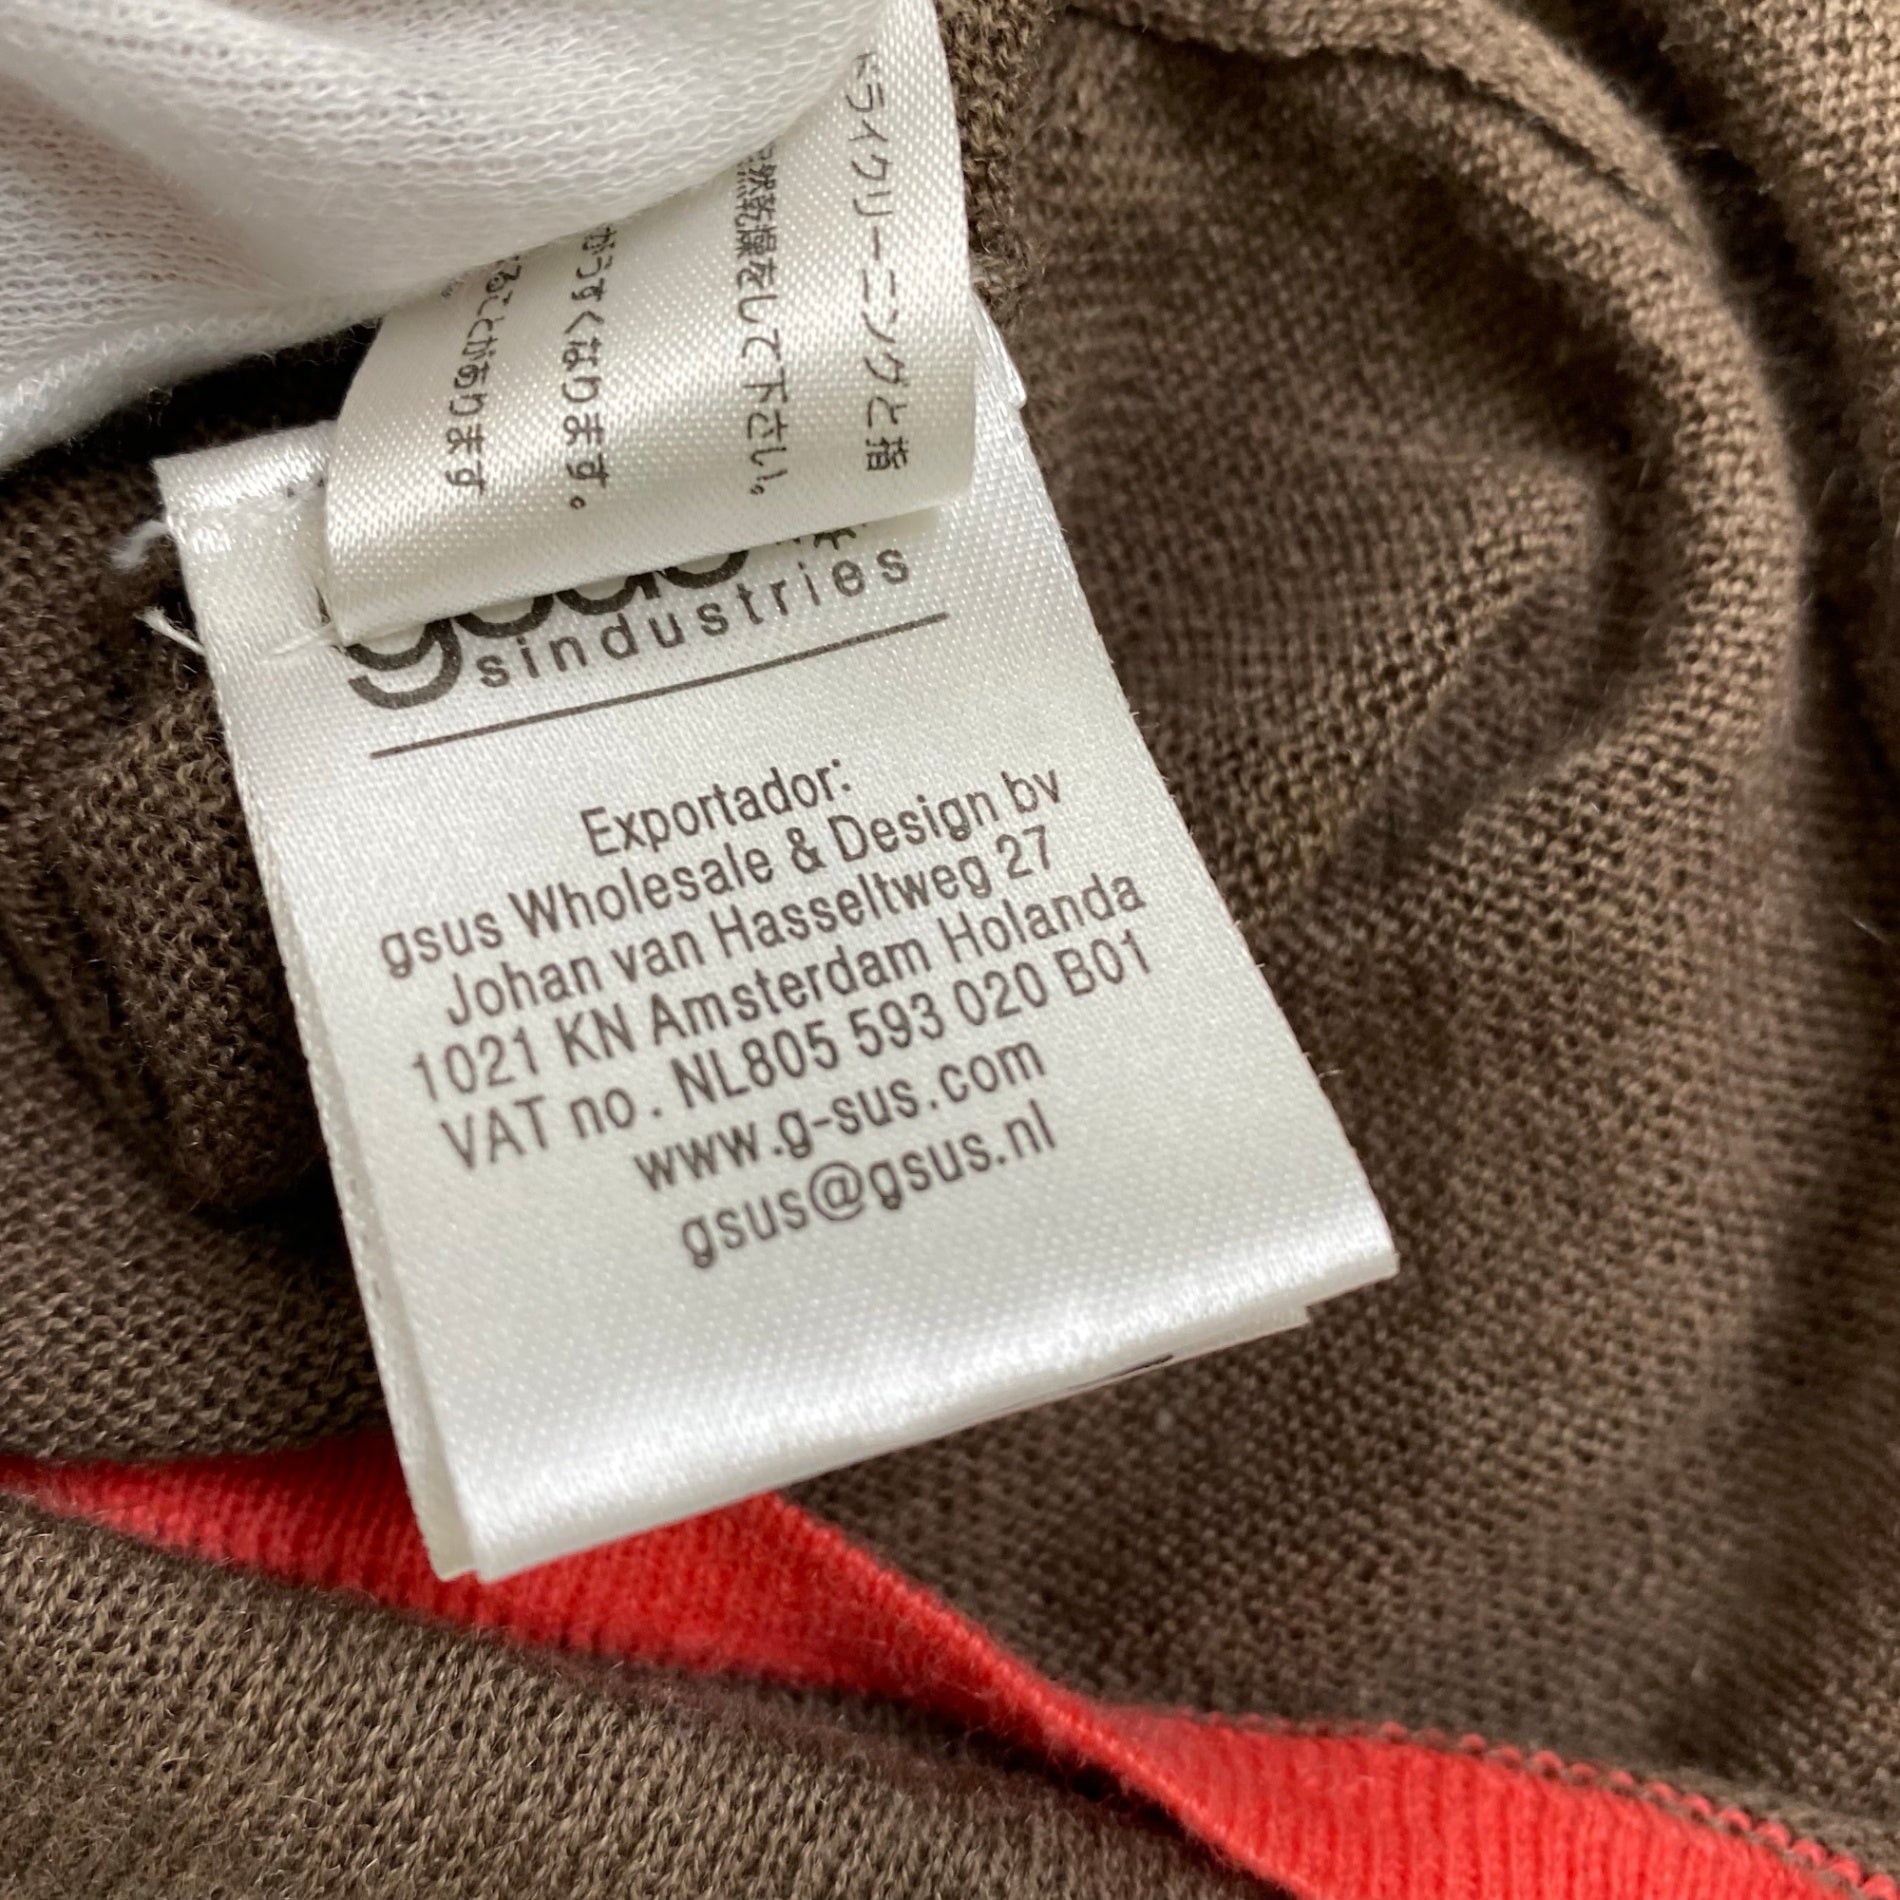 ドライクリーニングと指
自然乾燥をして下さい。
がうすくなります。
ることがあります
sindustries
Exportador:
gsus Wholesale & Design bv
Johan van Hasseltweg 27
1021 KN Amsterdam Holanda
VAT no. NL805 593 020 B01
www.g-sus.com
gsus@gsus.nl